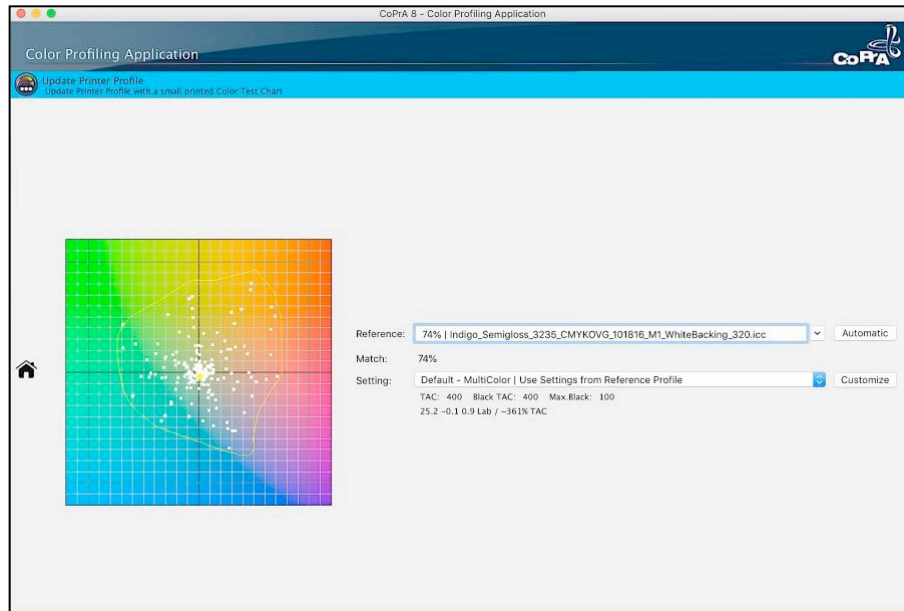 CoPrA 8 - Color Profiling Application
Color Profiling Application
CoPrA
Update Printer Profile
Update Printer Profile with a small printed Color Test Chart
Reference: 74% | Indigo_Semigloss_3235_CMYKOVG_101816_M1_WhiteBacking_320.icc Automatic
Match: 74%
Setting: Default - MultiColor | Use Settings from Reference Profile Customize
TAC: 400 Black TAC: 400 Max.Black: 100
25.2 -0.1 0.9 Lab / ~361% TAC